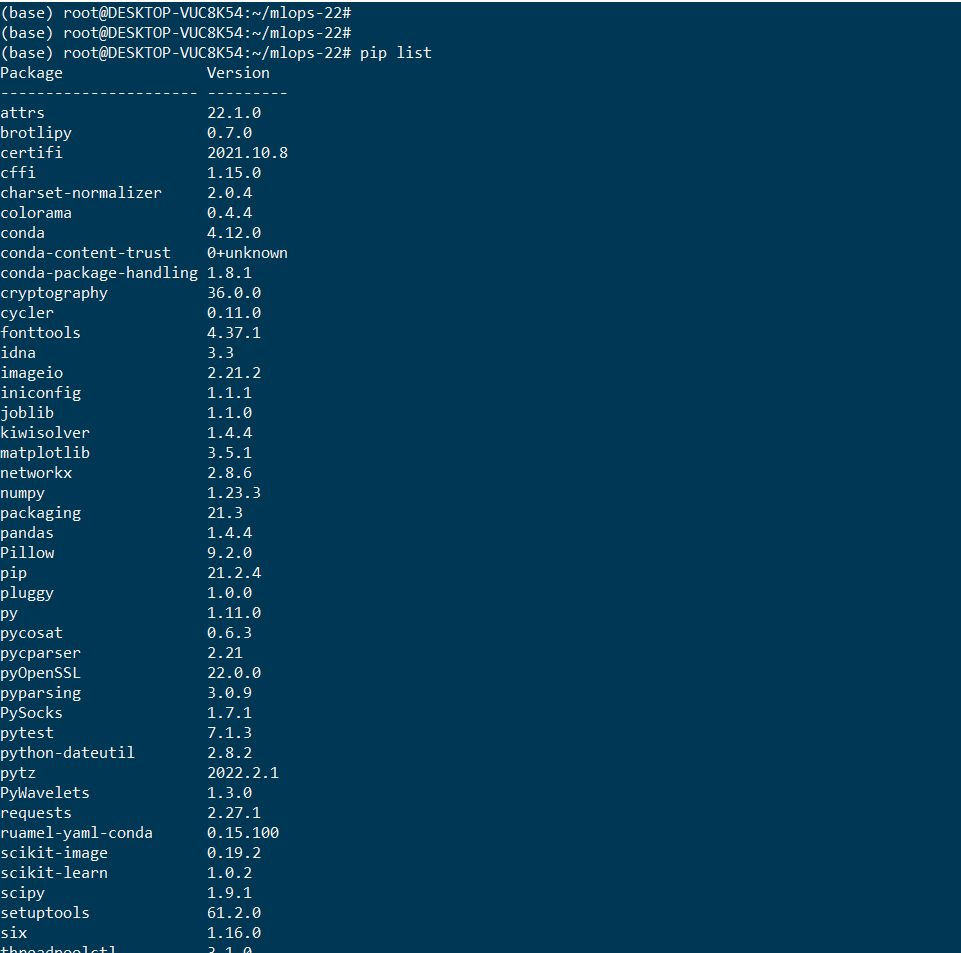 (base) root@DESKTOP-VUC8K54:~/mlops-22#
(base) root@DESKTOP-VUC8K54:~/mlops-22#
(base) root@DESKTOP-VUC8K54:~/mlops-22# pip list
Package                Version
---------------------- ---------
attrs                  22.1.0
brotlipy               0.7.0
certifi                2021.10.8
cffi                   1.15.0
charset-normalizer     2.0.4
colorama               0.4.4
conda                  4.12.0
conda-content-trust    0+unknown
conda-package-handling 1.8.1
cryptography           36.0.0
cycler                 0.11.0
fonttools              4.37.1
idna                   3.3
imageio                2.21.2
iniconfig              1.1.1
joblib                 1.1.0
kiwisolver             1.4.4
matplotlib             3.5.1
networkx               2.8.6
numpy                  1.23.3
packaging              21.3
pandas                 1.4.4
Pillow                 9.2.0
pip                    21.2.4
pluggy                 1.0.0
py                     1.11.0
pycosat                0.6.3
pycparser              2.21
pyOpenSSL              22.0.0
pyparsing              3.0.9
PySocks                1.7.1
pytest                 7.1.3
python-dateutil        2.8.2
pytz                   2022.2.1
PyWavelets             1.3.0
requests               2.27.1
ruamel-yaml-conda      0.15.100
scikit-image           0.19.2
scikit-learn           1.0.2
scipy                  1.9.1
setuptools             61.2.0
six                    1.16.0
threadpoolctl          3.1.0